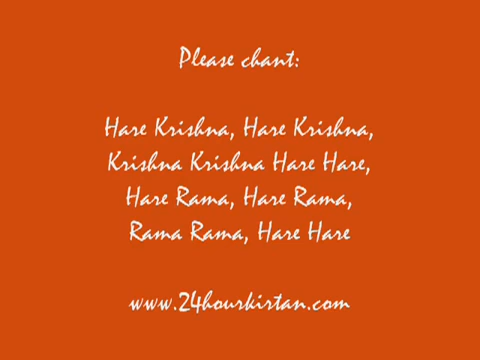 Please chant:
Hare Krishna, Hare Krishna,
Krishna Krishna Hare Hare,
Hare Rama, Hare Rama,
Rama Rama, Hare Hare
www.24hourkirtan.com